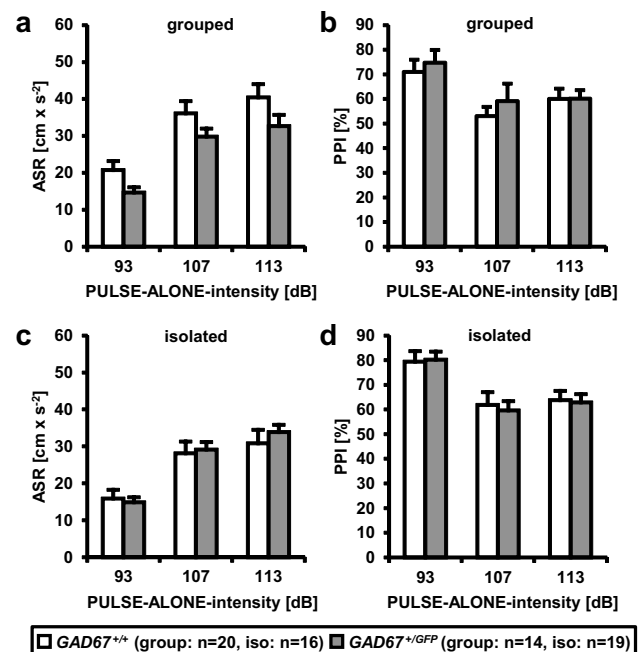 a grouped
60
50
40
30
20
10
0
ASR [cm x s⁻²]
93 107 113
PULSE-ALONE-intensity [dB]
b grouped
90
80
70
60
50
40
30
20
10
0
PPI [%]
93 107 113
PULSE-ALONE-intensity [dB]
c isolated
60
50
40
30
20
10
0
ASR [cm x s⁻²]
93 107 113
PULSE-ALONE-intensity [dB]
d isolated
90
80
70
60
50
40
30
20
10
0
PPI [%]
93 107 113
PULSE-ALONE-intensity [dB]
GAD67⁺/⁺ (group: n=20, iso: n=16) GAD67⁺/ᴳᶠᴾ (group: n=14, iso: n=19)